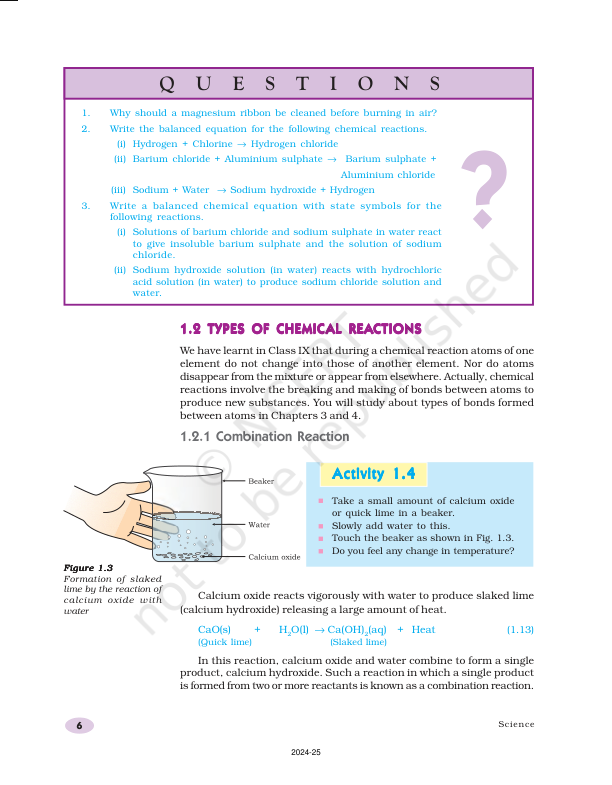 Q U E S T I O N S
1. Why should a magnesium ribbon be cleaned before burning in air?
2. Write the balanced equation for the following chemical reactions.
(i) Hydrogen + Chlorine → Hydrogen chloride
(ii) Barium chloride + Aluminium sulphate → Barium sulphate +
Aluminium chloride
(iii) Sodium + Water → Sodium hydroxide + Hydrogen
3. Write a balanced chemical equation with state symbols for the
following reactions.
(i) Solutions of barium chloride and sodium sulphate in water react
to give insoluble barium sulphate and the solution of sodium
chloride.
(ii) Sodium hydroxide solution (in water) reacts with hydrochloric
acid solution (in water) to produce sodium chloride solution and
water.
?
1.2 TYPES OF CHEMICAL REACTIONS
We have learnt in Class IX that during a chemical reaction atoms of one
element do not change into those of another element. Nor do atoms
disappear from the mixture or appear from elsewhere. Actually, chemical
reactions involve the breaking and making of bonds between atoms to
produce new substances. You will study about types of bonds formed
between atoms in Chapters 3 and 4.
1.2.1 Combination Reaction
Beaker
Water
Calcium oxide
Figure 1.3
Formation of slaked
lime by the reaction of
calcium oxide with
water
Activity 1.4
Take a small amount of calcium oxide
or quick lime in a beaker.
Slowly add water to this.
Touch the beaker as shown in Fig. 1.3.
Do you feel any change in temperature?
Calcium oxide reacts vigorously with water to produce slaked lime
(calcium hydroxide) releasing a large amount of heat.
CaO(s) + H₂O(l) → Ca(OH)₂(aq) + Heat (1.13)
(Quick lime) (Slaked lime)
In this reaction, calcium oxide and water combine to form a single
product, calcium hydroxide. Such a reaction in which a single product
is formed from two or more reactants is known as a combination reaction.
6
Science
2024-25
© NCERT
not to be republished